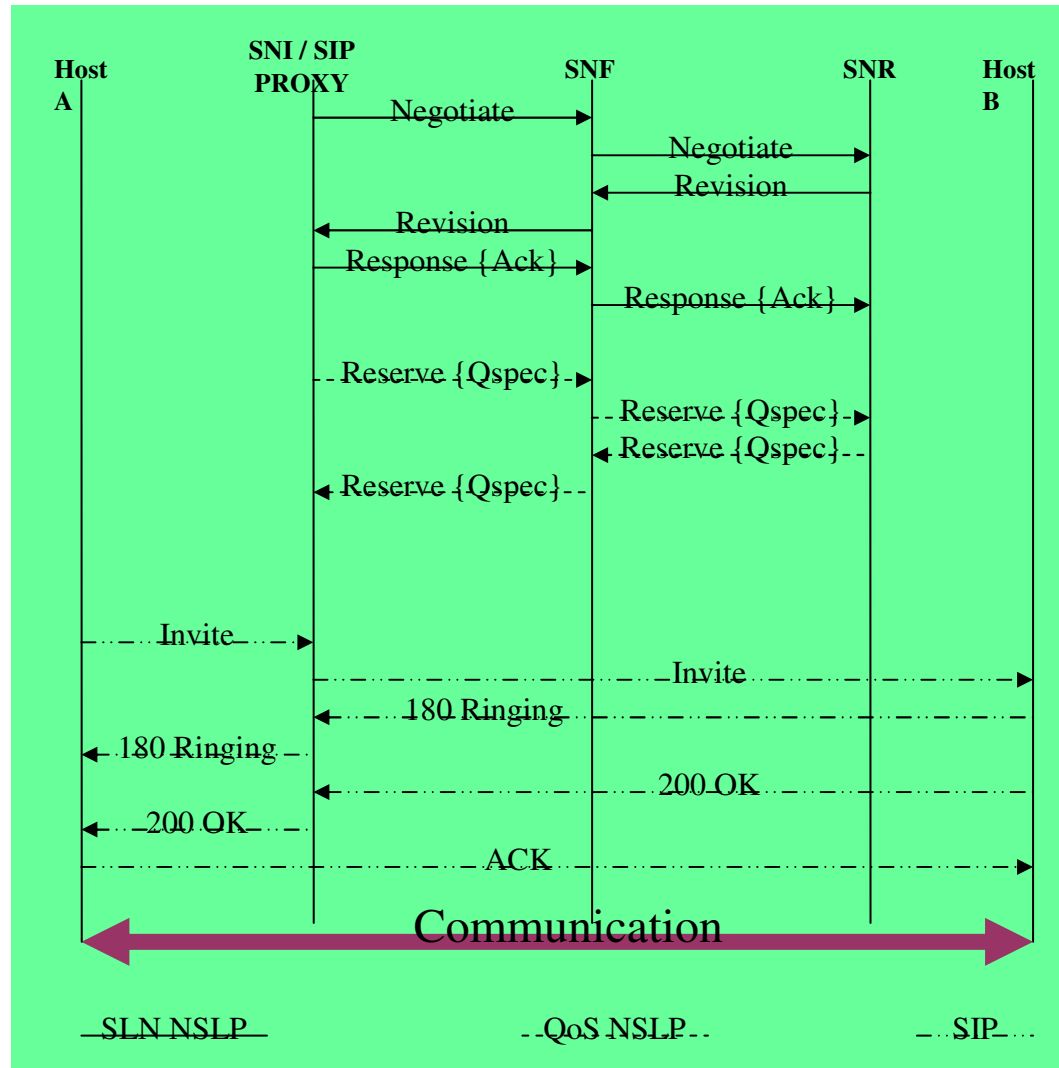 Host
A
SNI / SIP
PROXY
SNF
SNR
Host
B
Negotiate
Negotiate
Revision
Revision
Response {Ack}
Response {Ack}
Reserve {Qspec}
Reserve {Qspec}
Reserve {Qspec}
Reserve {Qspec}
Invite
Invite
180 Ringing
180 Ringing
200 OK
200 OK
ACK
Communication
SLN NSLP
QoS NSLP
SIP